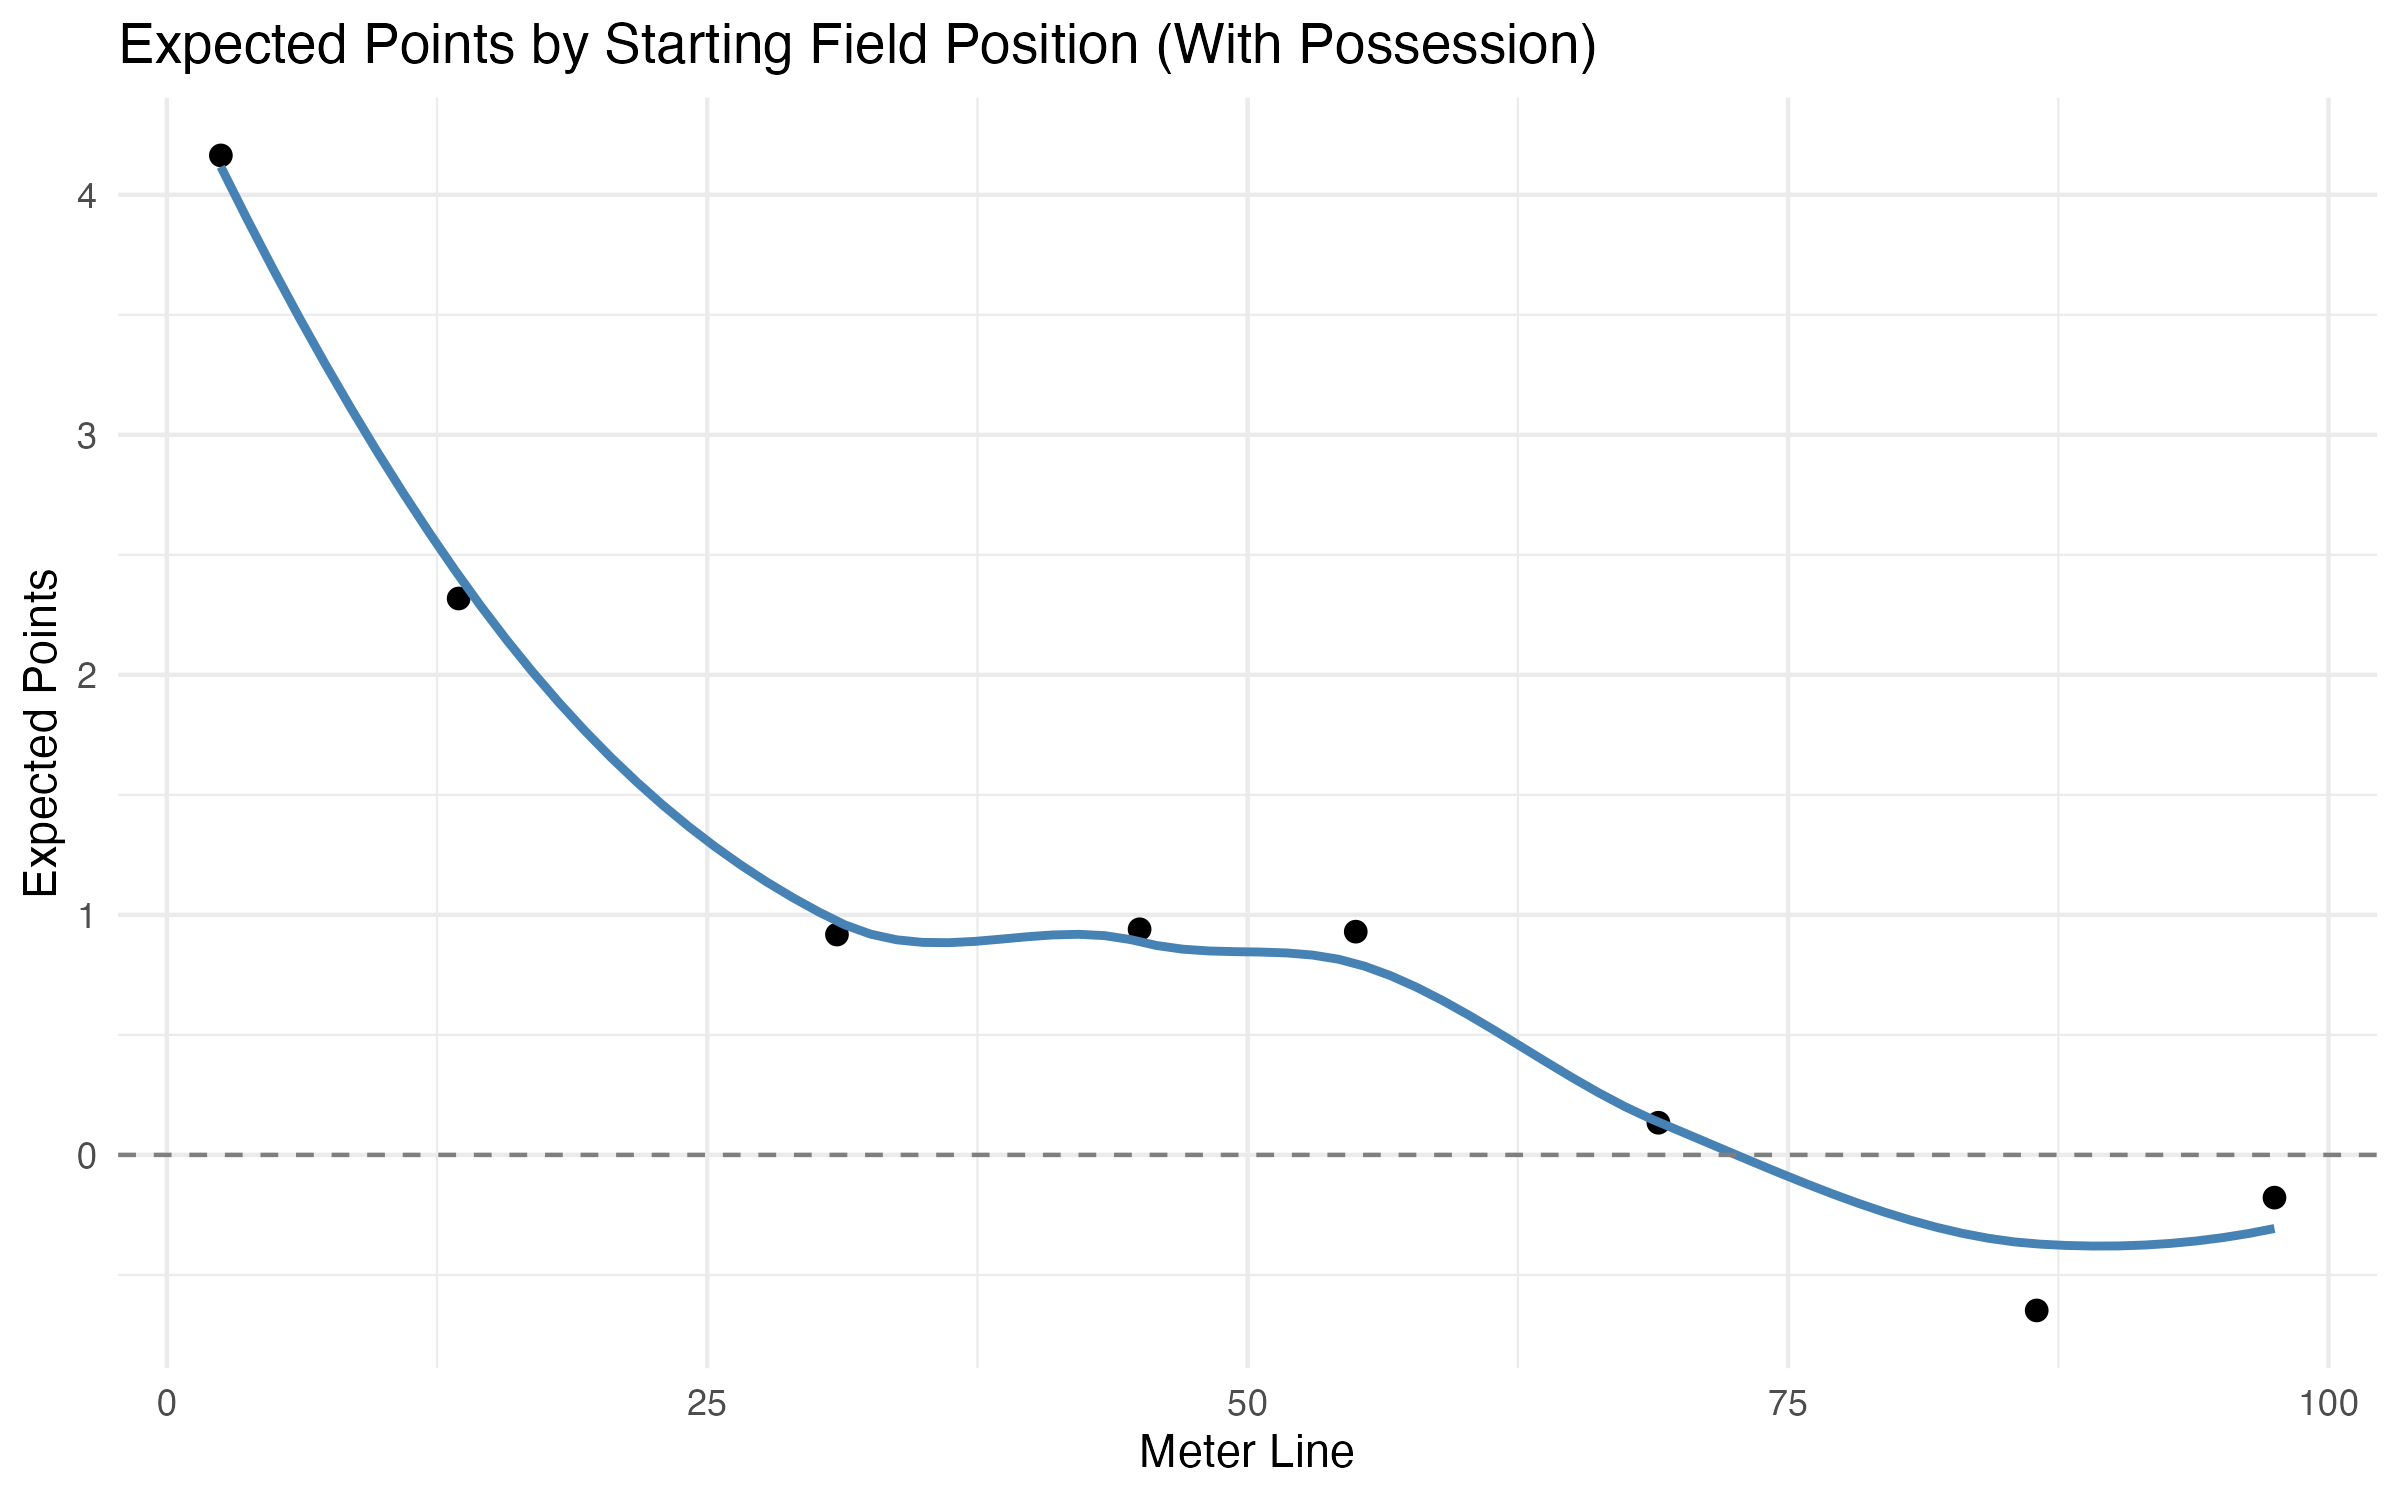 Expected Points by Starting Field Position (With Possession)
Expected Points
4
3
2
1
0
0 25 50 75 100
Meter Line